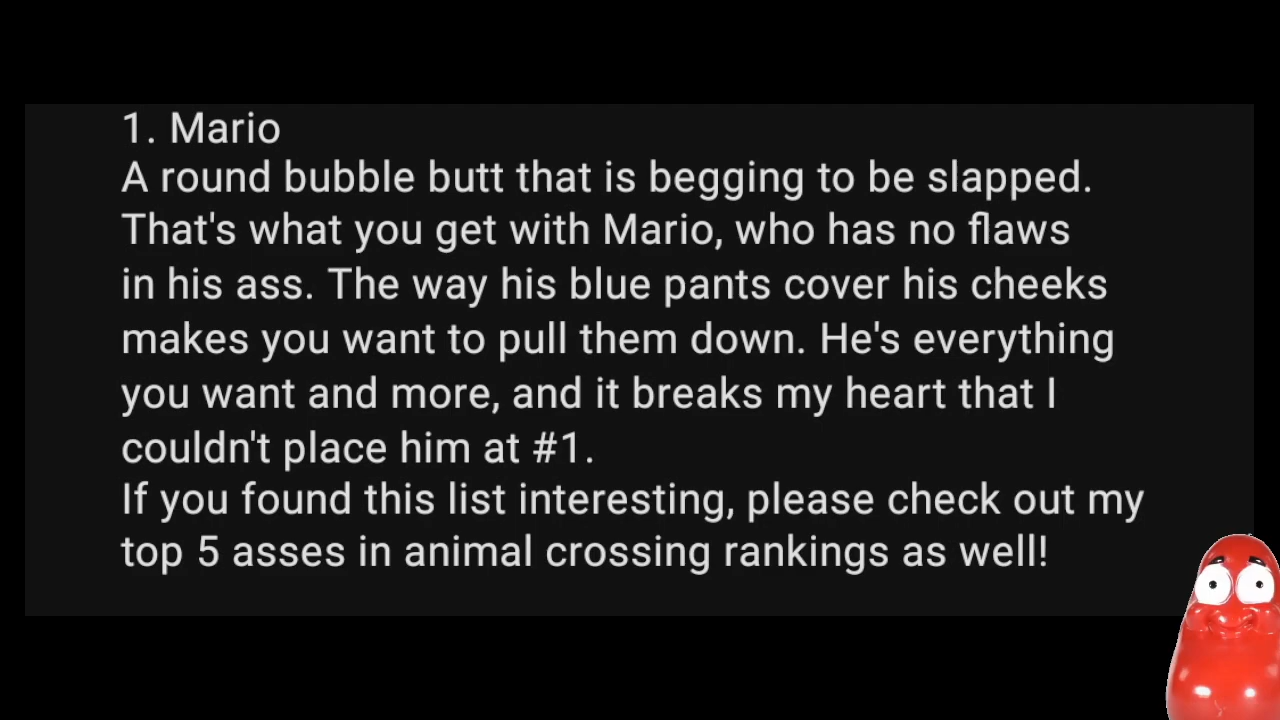 1. Mario
A round bubble butt that is begging to be slapped.
That's what you get with Mario, who has no flaws
in his ass. The way his blue pants cover his cheeks
makes you want to pull them down. He's everything
you want and more, and it breaks my heart that I
couldn't place him at #1.
If you found this list interesting, please check out my
top 5 asses in animal crossing rankings as well!